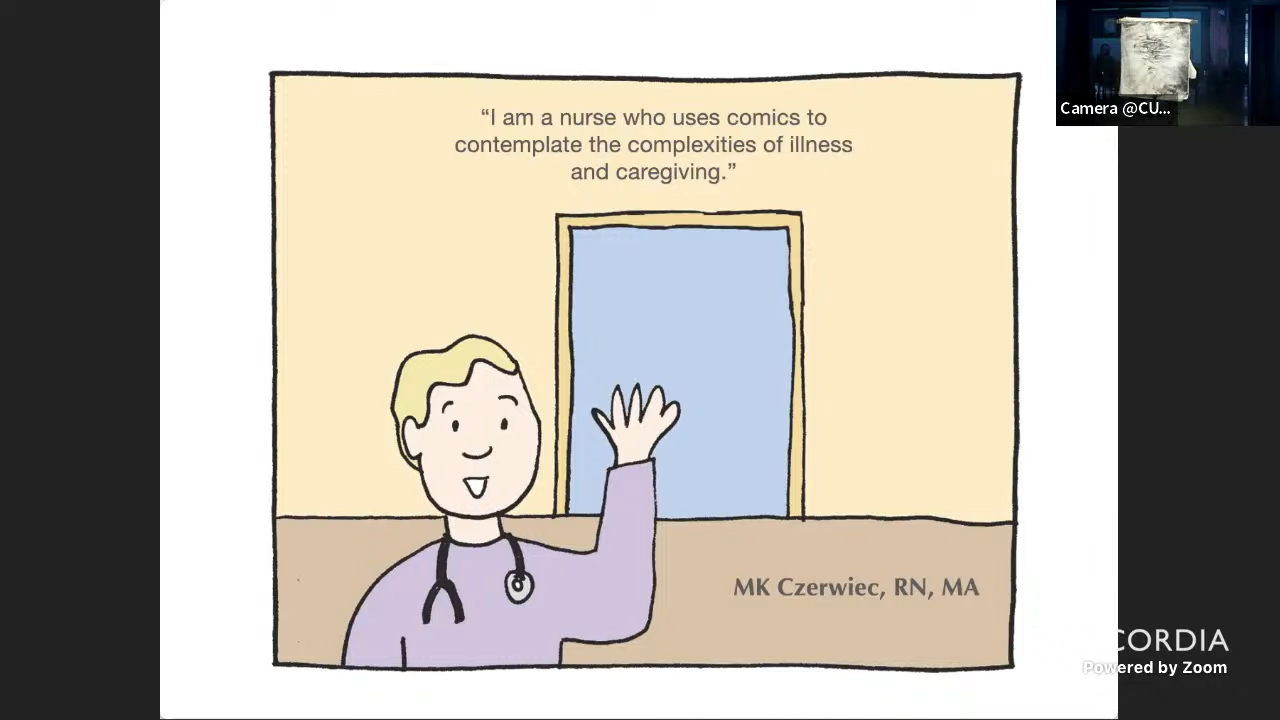 “I am a nurse who uses comics to
contemplate the complexities of illness
and caregiving.”
MK Czerwiec, RN, MA
Camera @CU...
CORDIA
Powered by Zoom